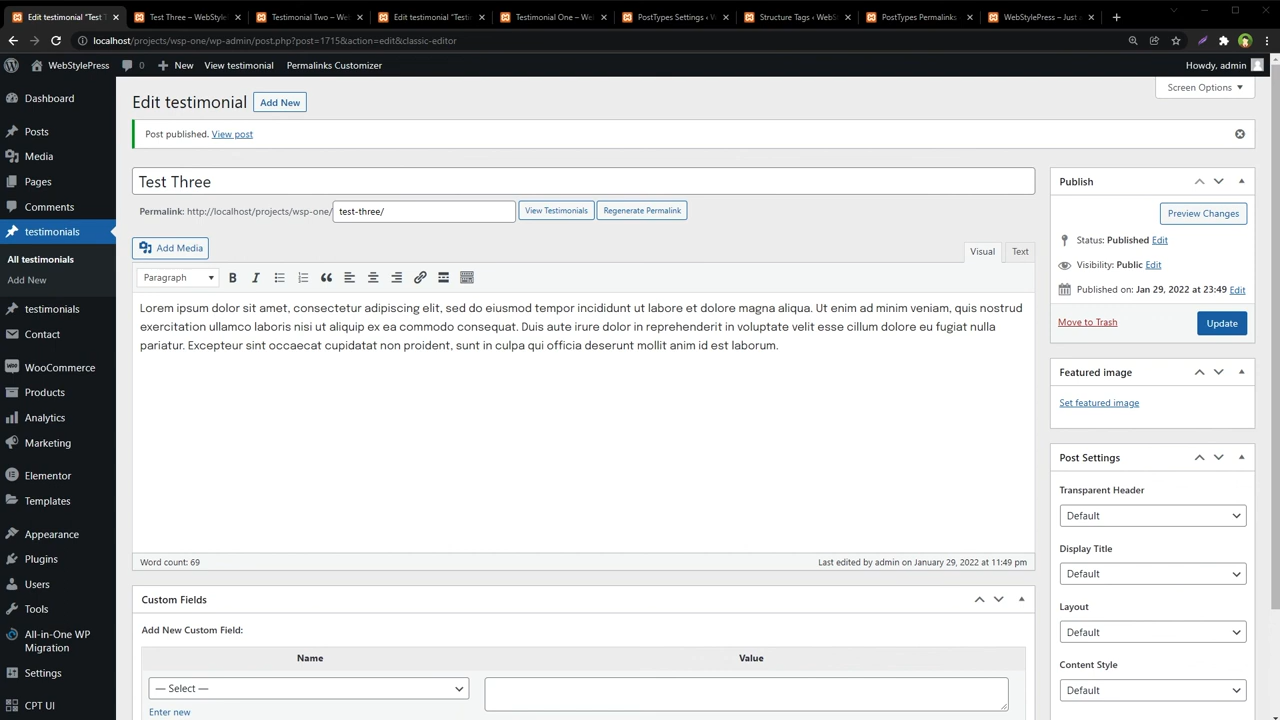 Edit testimonial "Test T
Test Three – WebStylePres
Testimonial Two – WebSt
Edit testimonial "Testi
Testimonial One – WebSt
PostTypes Settings ‹ W
Structure Tags ‹ WebS
PostTypes Permalinks
WebStylePress – Just a
localhost/projects/wsp-one/wp-admin/post.php?post=1715&action=edit&classic-editor
WebStylePress
0
New
View testimonial
Permalinks Customizer
Howdy, admin
Dashboard
Posts
Media
Pages
Comments
testimonials
All testimonials
Add New
testimonials
Contact
WooCommerce
Products
Analytics
Marketing
Elementor
Templates
Appearance
Plugins
Users
Tools
All-in-One WP
Migration
Settings
CPT UI
Edit testimonial
Add New
Screen Options
Post published. View post
Test Three
Permalink: http://localhost/projects/wsp-one/
test-three/
View Testimonials
Regenerate Permalink
Add Media
Visual
Text
Paragraph
B
I
Lorem ipsum dolor sit amet, consectetur adipiscing elit, sed do eiusmod tempor incididunt ut labore et dolore magna aliqua. Ut enim ad minim veniam, quis nostrud
exercitation ullamco laboris nisi ut aliquip ex ea commodo consequat. Duis aute irure dolor in reprehenderit in voluptate velit esse cillum dolore eu fugiat nulla
pariatur. Excepteur sint occaecat cupidatat non proident, sunt in culpa qui officia deserunt mollit anim id est laborum.
Word count: 69
Last edited by admin on January 29, 2022 at 11:49 pm
Custom Fields
Add New Custom Field:
Name
Value
— Select —
Enter new
Publish
Preview Changes
Status: Published Edit
Visibility: Public Edit
Published on: Jan 29, 2022 at 23:49 Edit
Move to Trash
Update
Featured image
Set featured image
Post Settings
Transparent Header
Default
Display Title
Default
Layout
Default
Content Style
Default